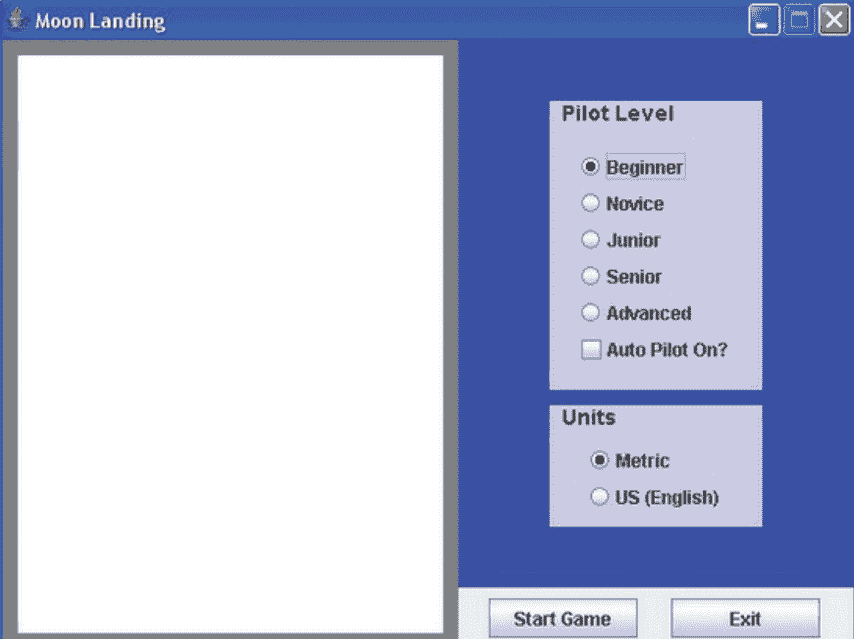 Moon Landing
Pilot Level
Beginner
Novice
Junior
Senior
Advanced
Auto Pilot On?
Units
Metric
US (English)
Start Game
Exit